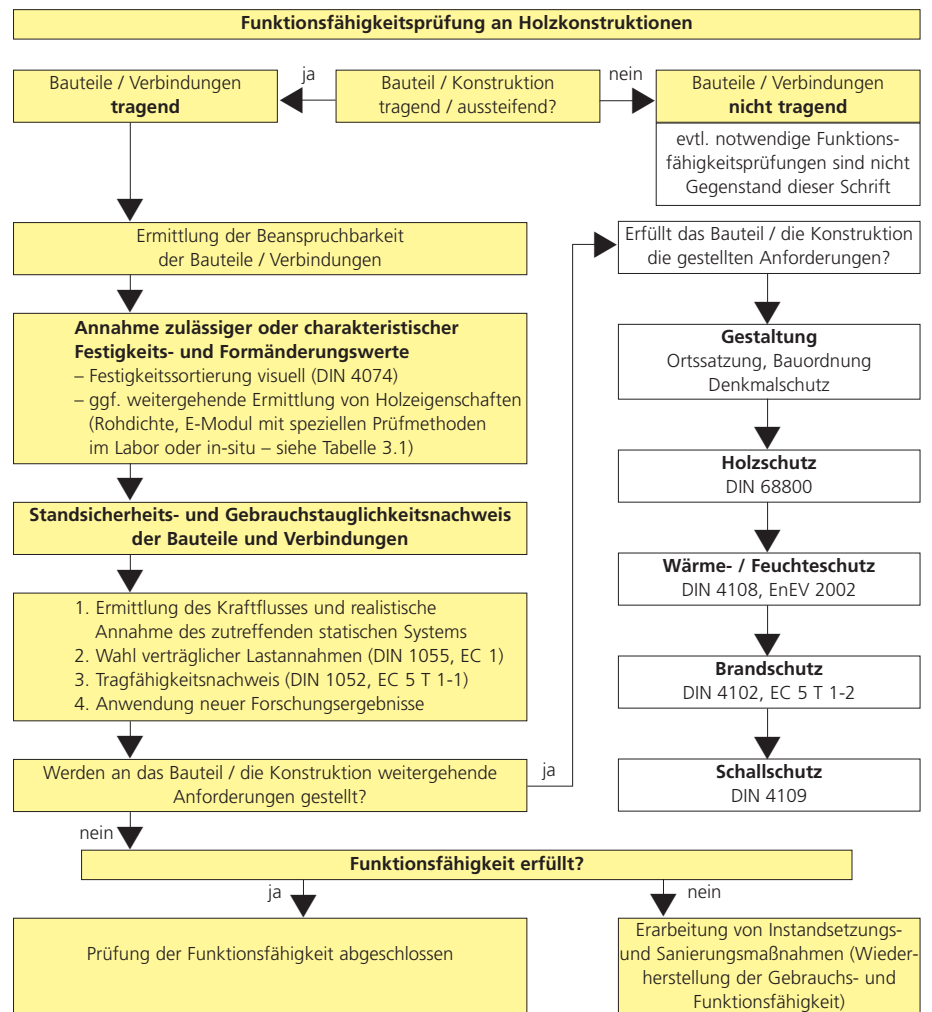 Funktionsfähigkeitsprüfung an Holzkonstruktionen
Bauteile / Verbindungen
tragend
ja
Bauteil / Konstruktion
tragend / aussteifend?
nein
Bauteile / Verbindungen
nicht tragend
evtl. notwendige Funktions-
fähigkeitsprüfungen sind nicht
Gegenstand dieser Schrift
Ermittlung der Beanspruchbarkeit
der Bauteile / Verbindungen
Annahme zulässiger oder charakteristischer
Festigkeits- und Formänderungswerte
– Festigkeitssortierung visuell (DIN 4074)
– ggf. weitergehende Ermittlung von Holzeigenschaften
(Rohdichte, E-Modul mit speziellen Prüfmethoden
im Labor oder in-situ – siehe Tabelle 3.1)
Standsicherheits- und Gebrauchstauglichkeitsnachweis
der Bauteile und Verbindungen
1. Ermittlung des Kraftflusses und realistische
Annahme des zutreffenden statischen Systems
2. Wahl verträglicher Lastannahmen (DIN 1055, EC 1)
3. Tragfähigkeitsnachweis (DIN 1052, EC 5 T 1-1)
4. Anwendung neuer Forschungsergebnisse
Werden an das Bauteil / die Konstruktion weitergehende
Anforderungen gestellt?
ja
nein
Erfüllt das Bauteil / die Konstruktion
die gestellten Anforderungen?
Gestaltung
Ortssatzung, Bauordnung
Denkmalschutz
Holzschutz
DIN 68800
Wärme- / Feuchteschutz
DIN 4108, EnEV 2002
Brandschutz
DIN 4102, EC 5 T 1-2
Schallschutz
DIN 4109
Funktionsfähigkeit erfüllt?
ja
nein
Prüfung der Funktionsfähigkeit abgeschlossen
Erarbeitung von Instandsetzungs-
und Sanierungsmaßnahmen (Wieder-
herstellung der Gebrauchs- und
Funktionsfähigkeit)